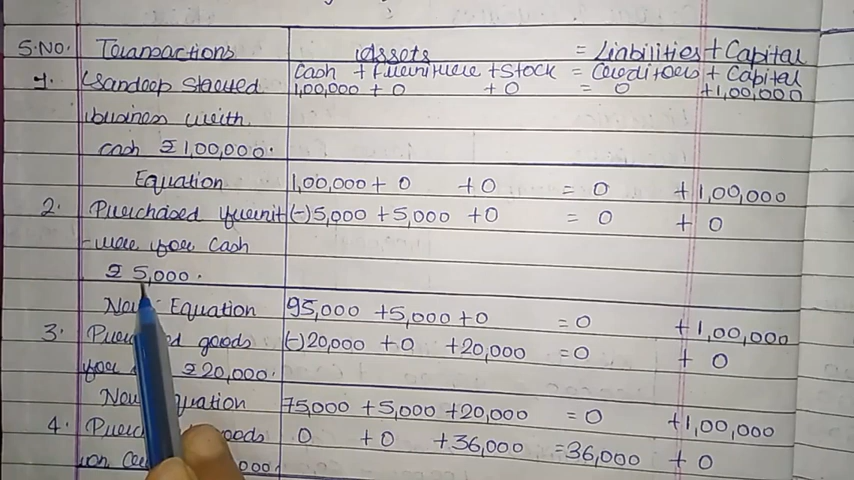 S.No. Transactions Assets = Liabilities + Capital
Cash + Furniture + Stock = Creditors + Capital
1. Sandeep started 1,00,000 + 0 + 0 = 0 + 1,00,000
business with
cash ₹ 1,00,000.
Equation 1,00,000 + 0 + 0 = 0 + 1,00,000
2. Purchased furnit (-) 5,000 + 5,000 + 0 = 0 + 0
-ure for cash
₹ 5,000.
New Equation 95,000 + 5,000 + 0 = 0 + 1,00,000
3. goods (-) 20,000 + 0 + 20,000 = 0 + 0
for ₹ 20,000.
New Equation 75,000 + 5,000 + 20,000 = 0 + 1,00,000
4. 0 + 0 + 36,000 = 36,000 + 0
on